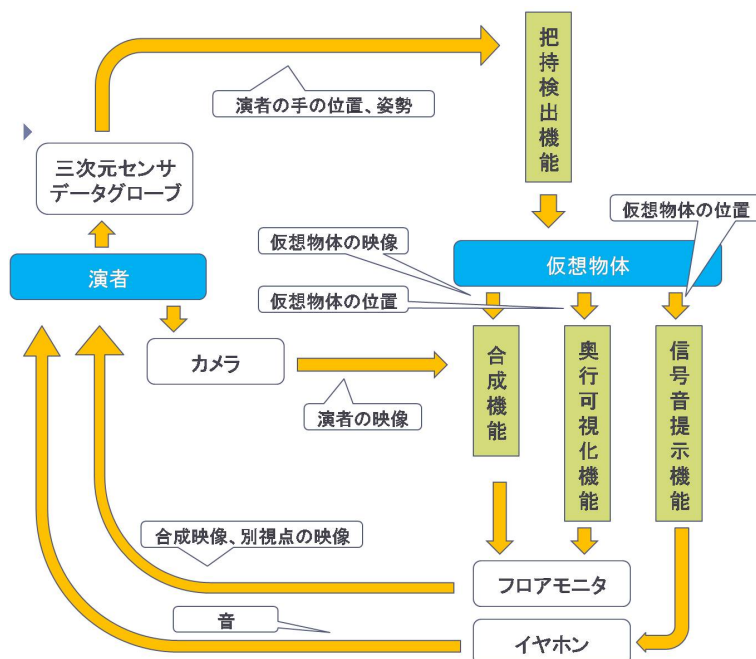 把持検出機能
演者の手の位置、姿勢
三次元センサ
データグローブ
仮想物体の位置
仮想物体の映像
演者
仮想物体
仮想物体の位置
カメラ
合成機能
奥行可視化機能
信号音提示機能
演者の映像
合成映像、別視点の映像
フロアモニタ
音
イヤホン